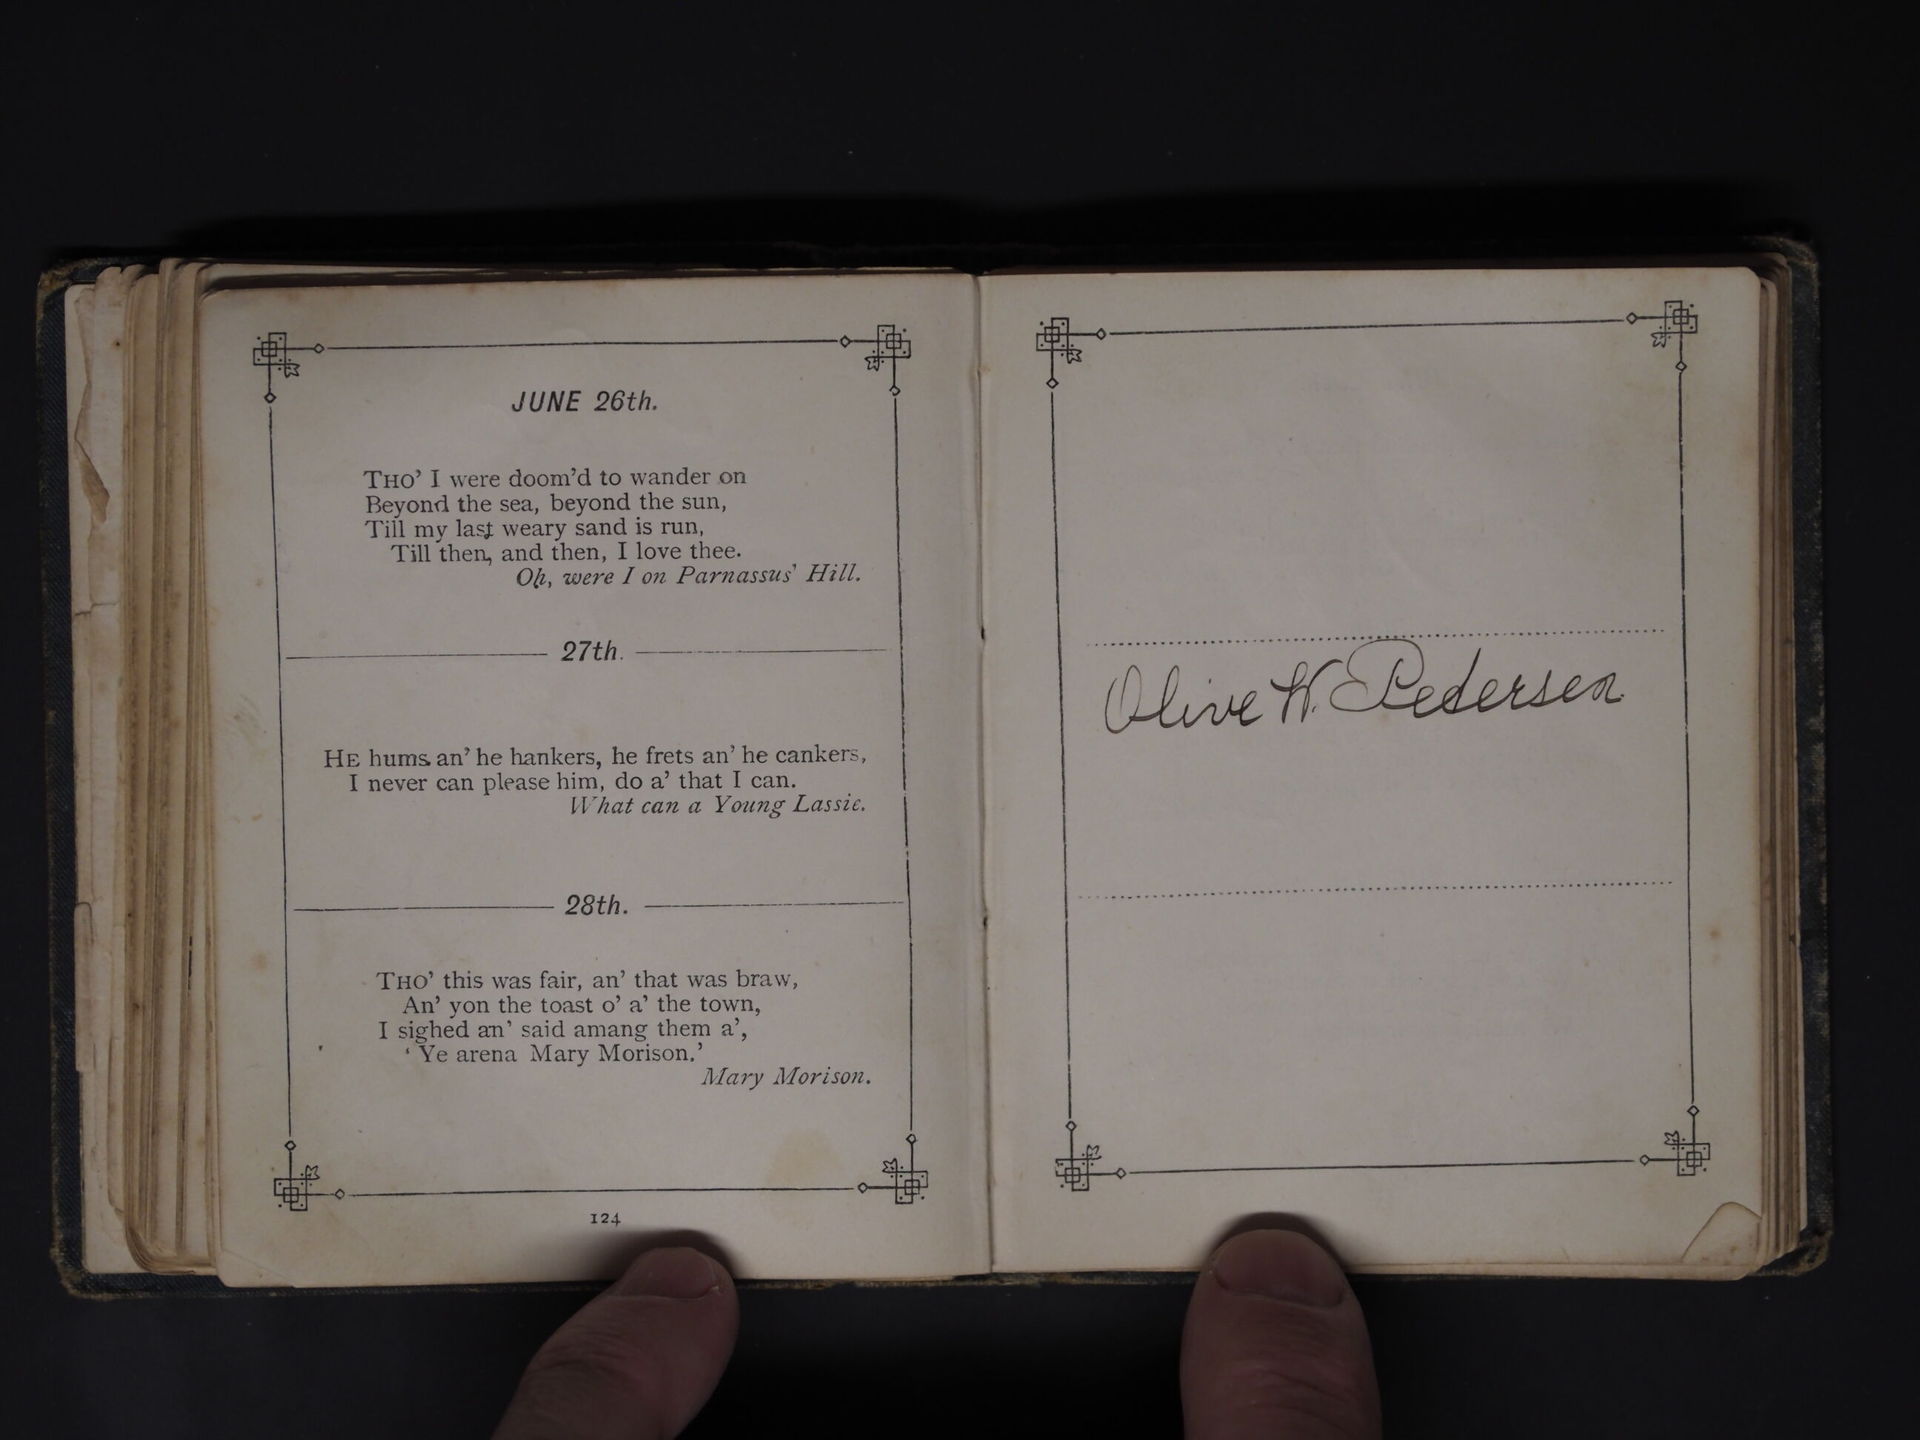 JUNE 26th.
THO' I were doom'd to wander on
Beyond the sea, beyond the sun,
Till my last weary sand is run,
Till then, and then, I love thee.
Oh, were I on Parnassus' Hill.
27th.
HE hums an' he hankers, he frets an' he cankers,
I never can please him, do a' that I can.
What can a Young Lassie.
28th.
THO' this was fair, an' that was braw,
An' yon the toast o' a' the town,
I sighed an' said amang them a',
‘Ye arena Mary Morison.’
Mary Morison.
124
Olive W. Pedersen